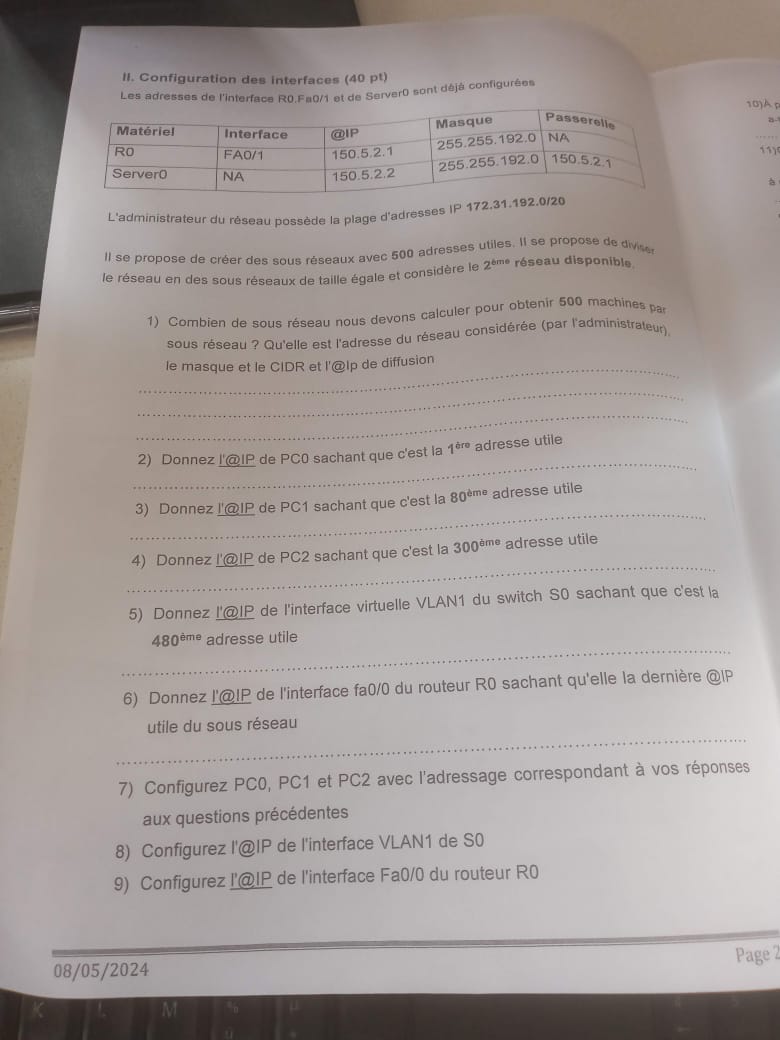 II. Configuration des interfaces (40 pt)
Les adresses de l'interface R0.Fa0/1 et de Server0 sont déjà configurées
Matériel Interface @IP Masque Passerelle
R0 FA0/1 150.5.2.1 255.255.192.0 NA
Server0 NA 150.5.2.2 255.255.192.0 150.5.2.1
L'administrateur du réseau possède la plage d'adresses IP 172.31.192.0/20
Il se propose de créer des sous réseaux avec 500 adresses utiles. Il se propose de diviser
le réseau en des sous réseaux de taille égale et considère le 2ème réseau disponible.
1) Combien de sous réseau nous devons calculer pour obtenir 500 machines par
sous réseau ? Qu'elle est l'adresse du réseau considérée (par l'administrateur),
le masque et le CIDR et l'@Ip de diffusion
2) Donnez l'@IP de PC0 sachant que c'est la 1ère adresse utile
3) Donnez l'@IP de PC1 sachant que c'est la 80ème adresse utile
4) Donnez l'@IP de PC2 sachant que c'est la 300ème adresse utile
5) Donnez l'@IP de l'interface virtuelle VLAN1 du switch S0 sachant que c'est la
480ème adresse utile
6) Donnez l'@IP de l'interface fa0/0 du routeur R0 sachant qu'elle la dernière @IP
utile du sous réseau
7) Configurez PC0, PC1 et PC2 avec l'adressage correspondant à vos réponses
aux questions précédentes
8) Configurez l'@IP de l'interface VLAN1 de S0
9) Configurez l'@IP de l'interface Fa0/0 du routeur R0
08/05/2024
Page 2
10)A p
11)
à
K L M %
ù